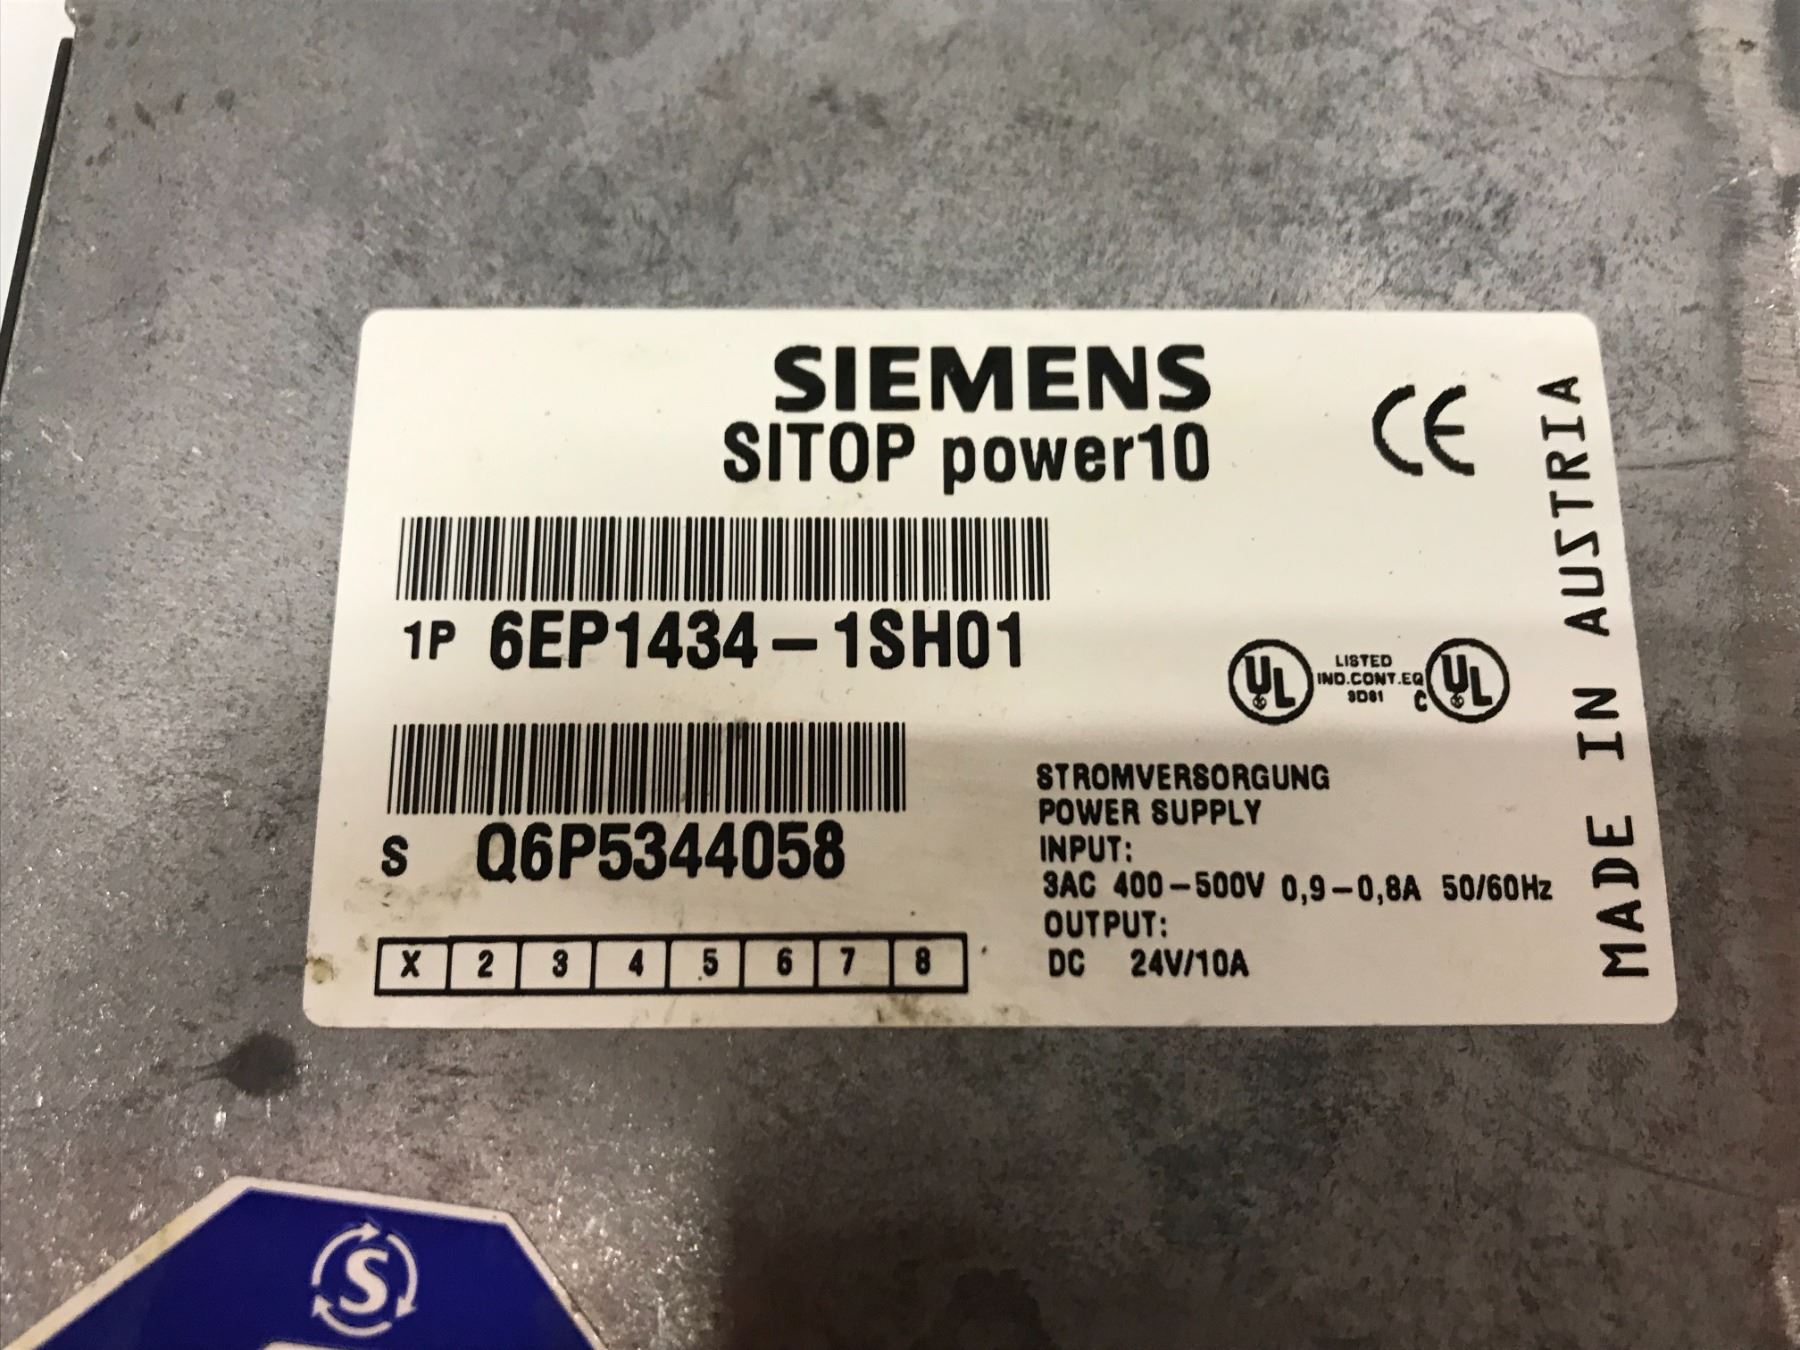 SIEMENS
SITOP power10
CE
1P 6EP1434-1SH01
UL LISTED UL
IND.CONT.EQ
9D81 C
S Q6P5344058
STROMVERSORGUNG
POWER SUPPLY
INPUT:
3AC 400-500V 0,9-0,8A 50/60Hz
OUTPUT:
DC 24V/10A
X 2 3 4 5 6 7 8
MADE IN AUSTRIA
S